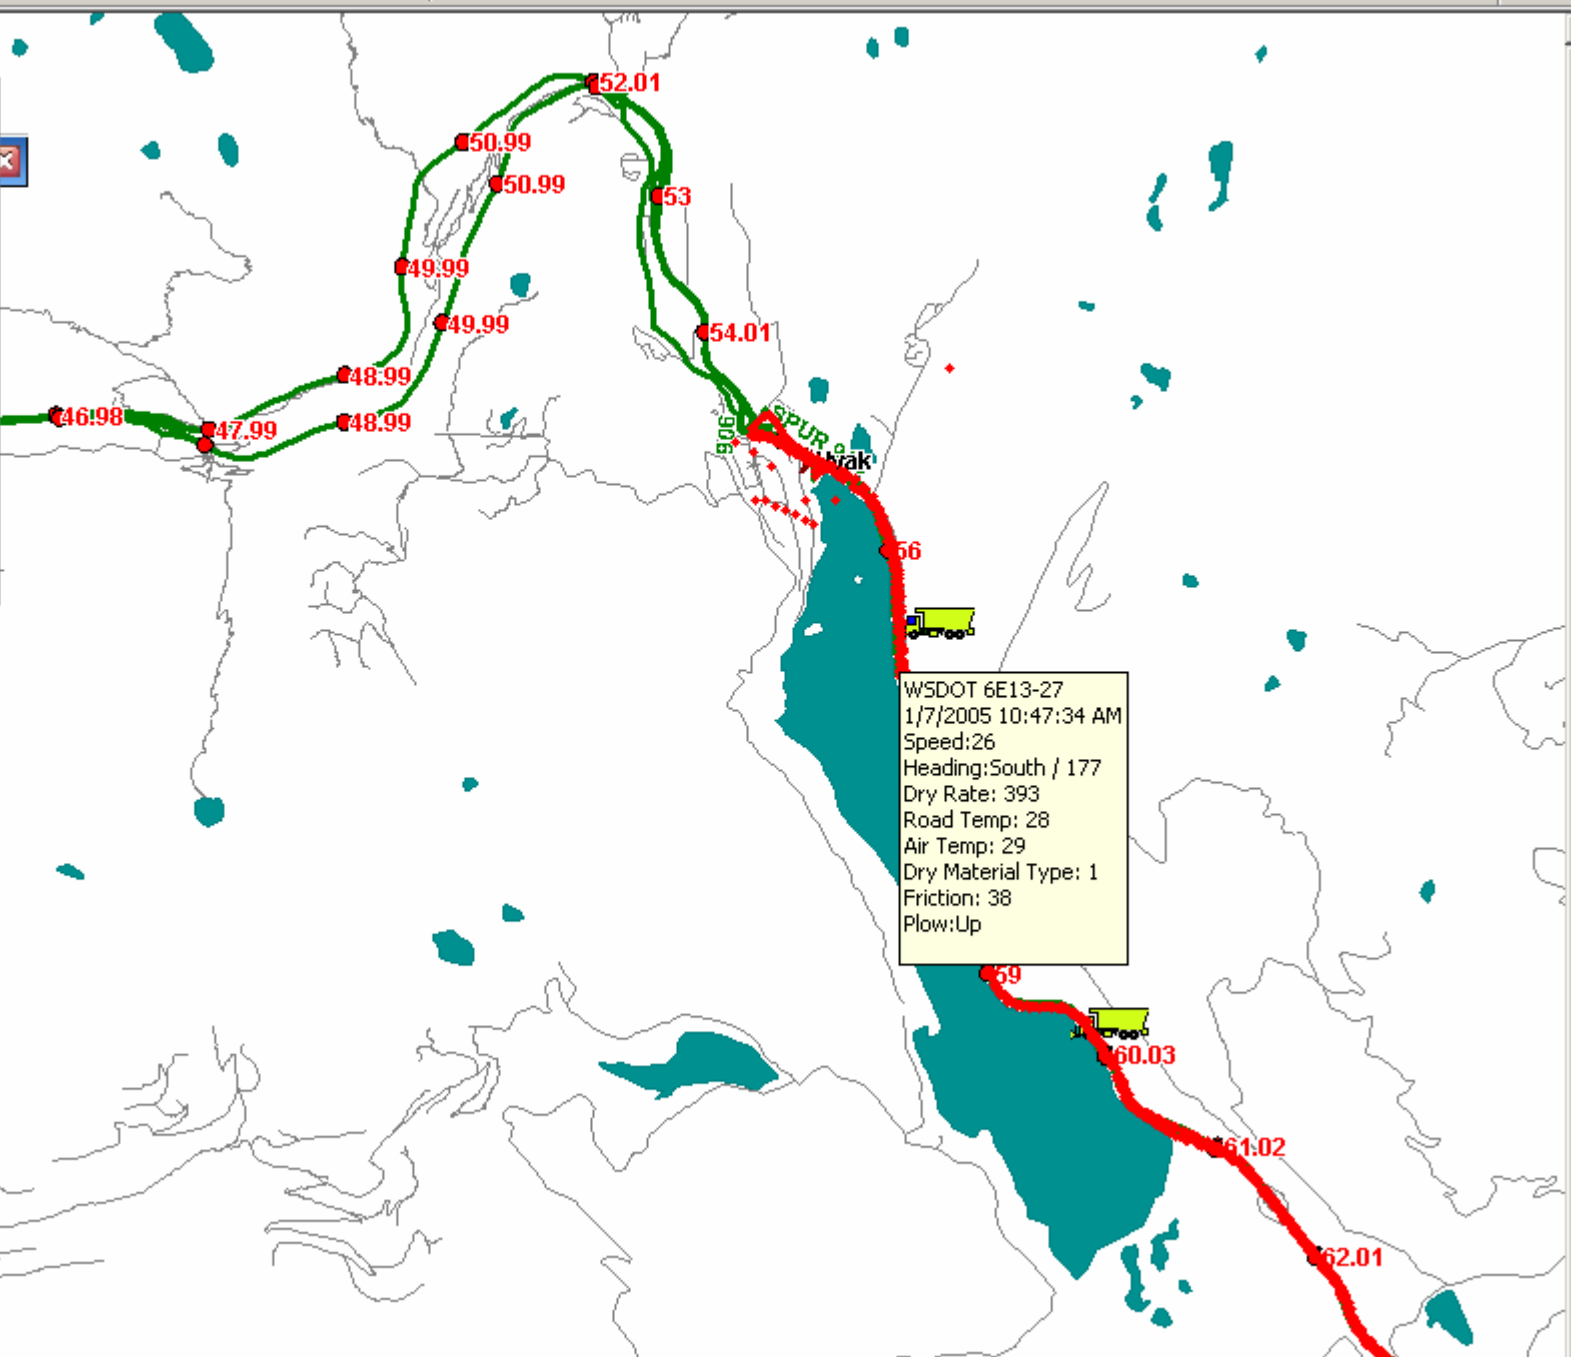 52.01
50.99
50.99
53
49.99
49.99
54.01
48.99
46.98
48.99
47.99
906
SPUR 9
56
WSDOT 6E13-27
1/7/2005 10:47:34 AM
Speed:26
Heading:South / 177
Dry Rate: 393
Road Temp: 28
Air Temp: 29
Dry Material Type: 1
Friction: 38
Plow:Up
59
60.03
61.02
62.01